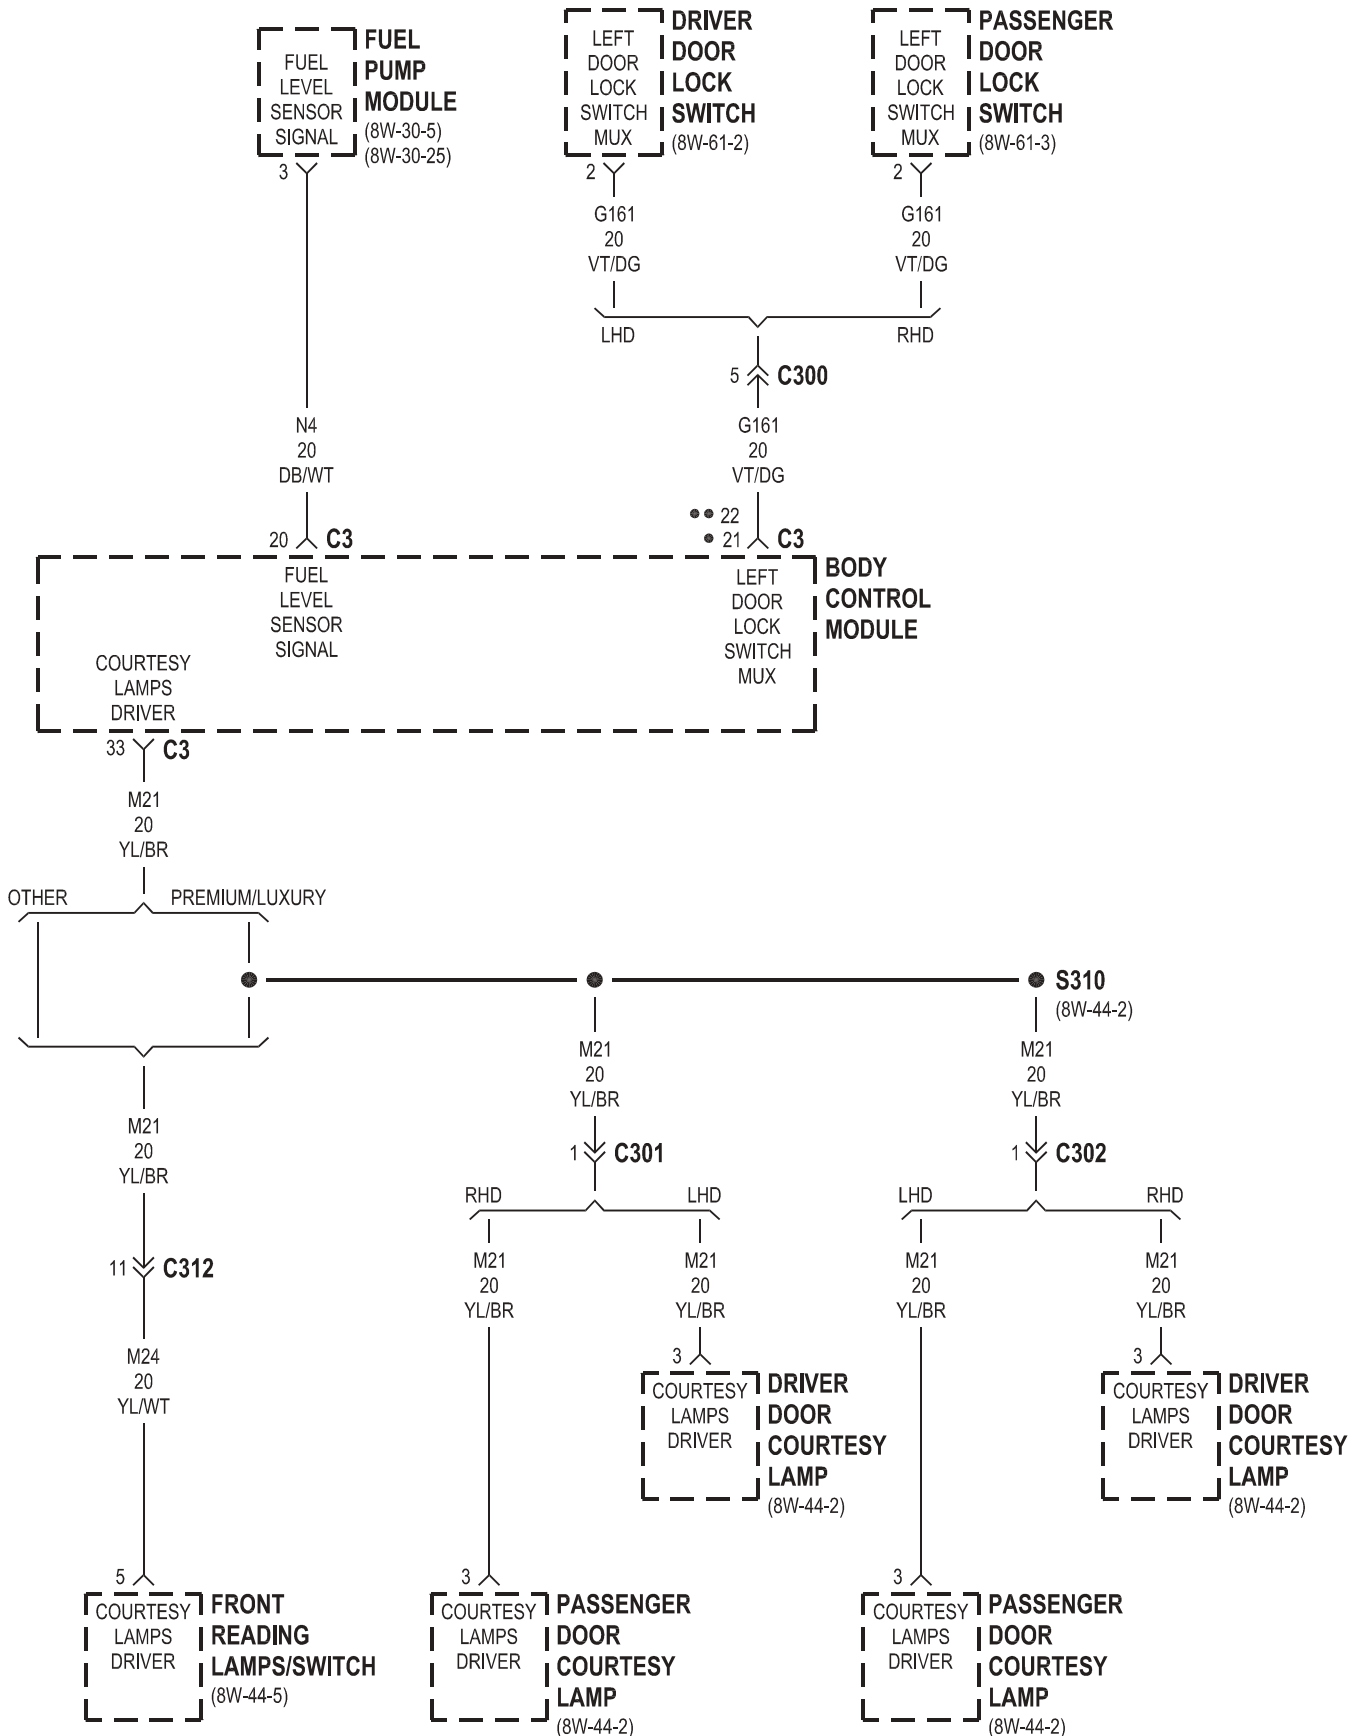 FUEL
LEVEL
SENSOR
SIGNAL
FUEL
PUMP
MODULE
(8W-30-5)
(8W-30-25)
3
LEFT
DOOR
LOCK
SWITCH
MUX
DRIVER
DOOR
LOCK
SWITCH
(8W-61-2)
2
LEFT
DOOR
LOCK
SWITCH
MUX
PASSENGER
DOOR
LOCK
SWITCH
(8W-61-3)
2
G161
20
VT/DG
G161
20
VT/DG
LHD
RHD
5 C300
N4
20
DB/WT
G161
20
VT/DG
20 C3
22
21 C3
FUEL
LEVEL
SENSOR
SIGNAL
LEFT
DOOR
LOCK
SWITCH
MUX
BODY
CONTROL
MODULE
COURTESY
LAMPS
DRIVER
33 C3
M21
20
YL/BR
OTHER
PREMIUM/LUXURY
S310
(8W-44-2)
M21
20
YL/BR
M21
20
YL/BR
M21
20
YL/BR
1 C301
1 C302
RHD
LHD
LHD
RHD
11 C312
M21
20
YL/BR
M21
20
YL/BR
M21
20
YL/BR
M21
20
YL/BR
M24
20
YL/WT
3
COURTESY
LAMPS
DRIVER
DRIVER
DOOR
COURTESY
LAMP
(8W-44-2)
3
COURTESY
LAMPS
DRIVER
DRIVER
DOOR
COURTESY
LAMP
(8W-44-2)
5
COURTESY
LAMPS
DRIVER
FRONT
READING
LAMPS/SWITCH
(8W-44-5)
3
COURTESY
LAMPS
DRIVER
PASSENGER
DOOR
COURTESY
LAMP
(8W-44-2)
3
COURTESY
LAMPS
DRIVER
PASSENGER
DOOR
COURTESY
LAMP
(8W-44-2)